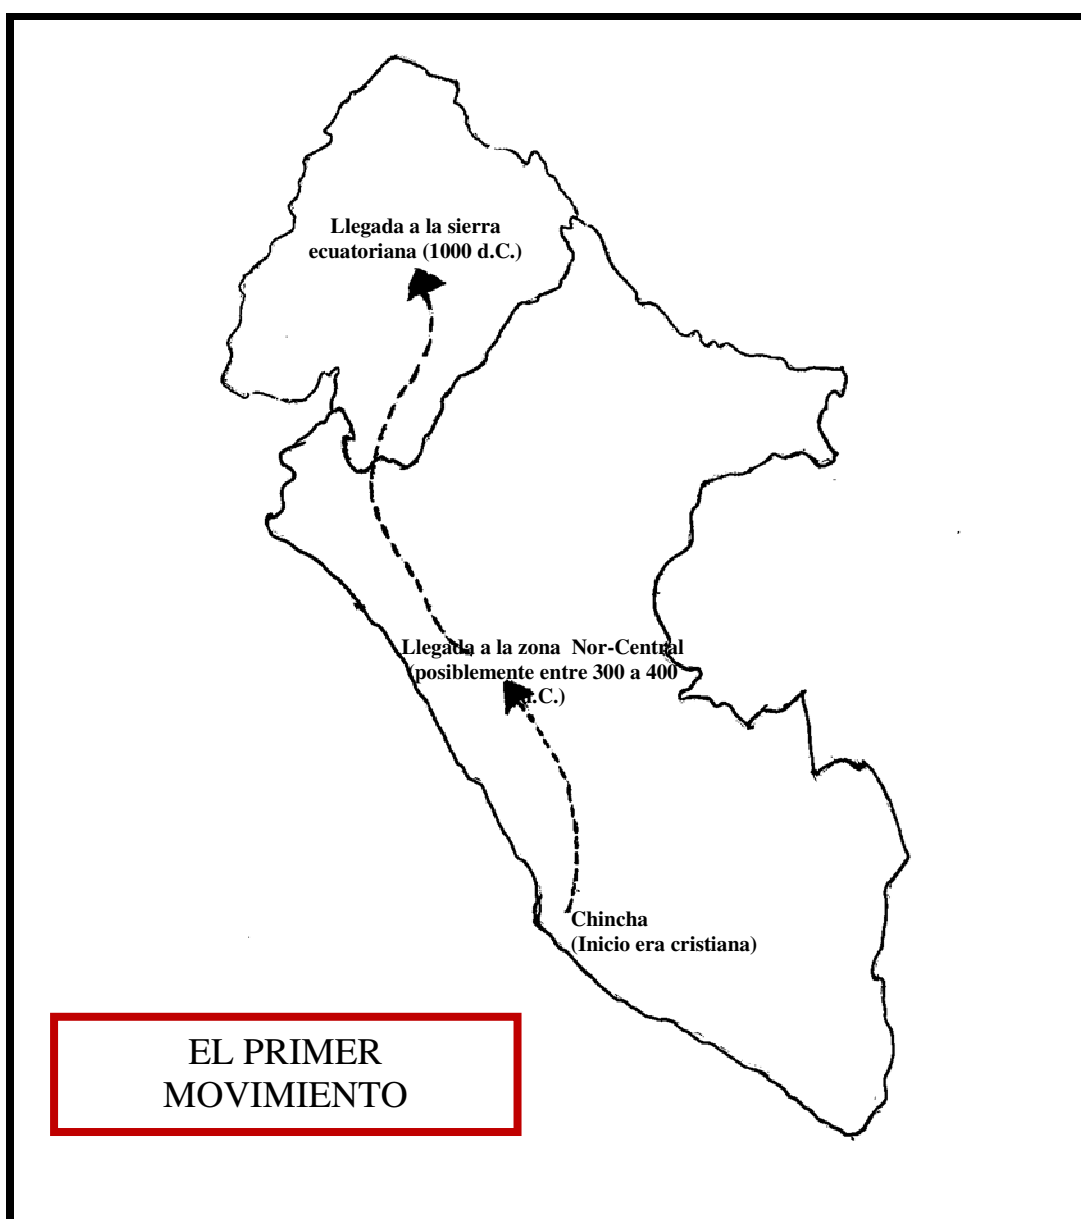 Llegada a la sierra
ecuatoriana (1000 d.C.)
Llegada a la zona Nor-Central
(posiblemente entre 300 a 400
d.C.)
Chincha
(Inicio era cristiana)
EL PRIMER
MOVIMIENTO